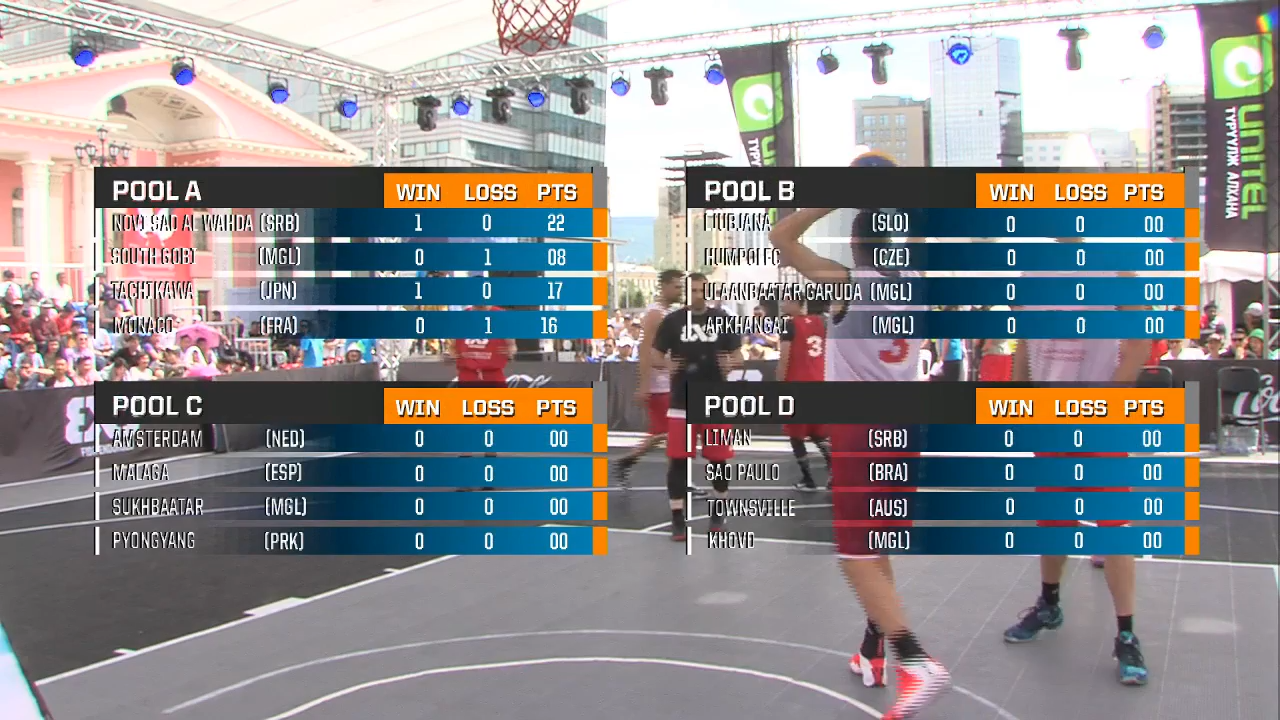 POOL A WIN LOSS PTS
NOVI SAD AL WAHDA (SRB) 1 0 22
SOUTH GOBI (MGL) 0 1 08
TACHIKAWA (JPN) 1 0 17
MONACO (FRA) 0 1 16
POOL B WIN LOSS PTS
LJUBJANA (SLO) 0 0 00
HUMPOLEC (CZE) 0 0 00
ULAANBAATAR GARUDA (MGL) 0 0 00
ARKHANGAI (MGL) 0 0 00
POOL C WIN LOSS PTS
AMSTERDAM (NED) 0 0 00
MALAGA (ESP) 0 0 00
SUKHBAATAR (MGL) 0 0 00
PYONGYANG (PRK) 0 0 00
POOL D WIN LOSS PTS
LIMAN (SRB) 0 0 00
SAO PAULO (BRA) 0 0 00
TOWNSVILLE (AUS) 0 0 00
KHOVD (MGL) 0 0 00
UNITEL
ТҮРҮҮЛЖ АЛХАНА
3
3